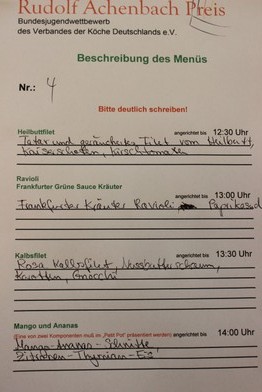 Rudolf Achenbach Preis
Bundesjugendwettbewerb
des Verbandes der Köche Deutschlands e.V.
Beschreibung des Menüs
Nr.: 4
Bitte deutlich schreiben!
Heilbuttfilet angerichtet bis 12:30 Uhr
Tatar und geräuchertes Filet vom Heilbutt,
Kaiserschoten, Kirschtomaten
Ravioli
Frankfurter Grüne Sauce Kräuter angerichtet bis 13:00 Uhr
Frankfurter Kräuter Ravioli
Kalbsfilet angerichtet bis 13:30 Uhr
Rosa Kalbsfilet, Nussbutterschaum,
Karotten, Gnocchi
Mango und Ananas
(Eine von zwei Komponenten muß im „Petit Pot" präsentiert werden) angerichtet bis 14:00 Uhr
Mango-Ananas-Schnitte,
Zitronen-Thymian-Eis